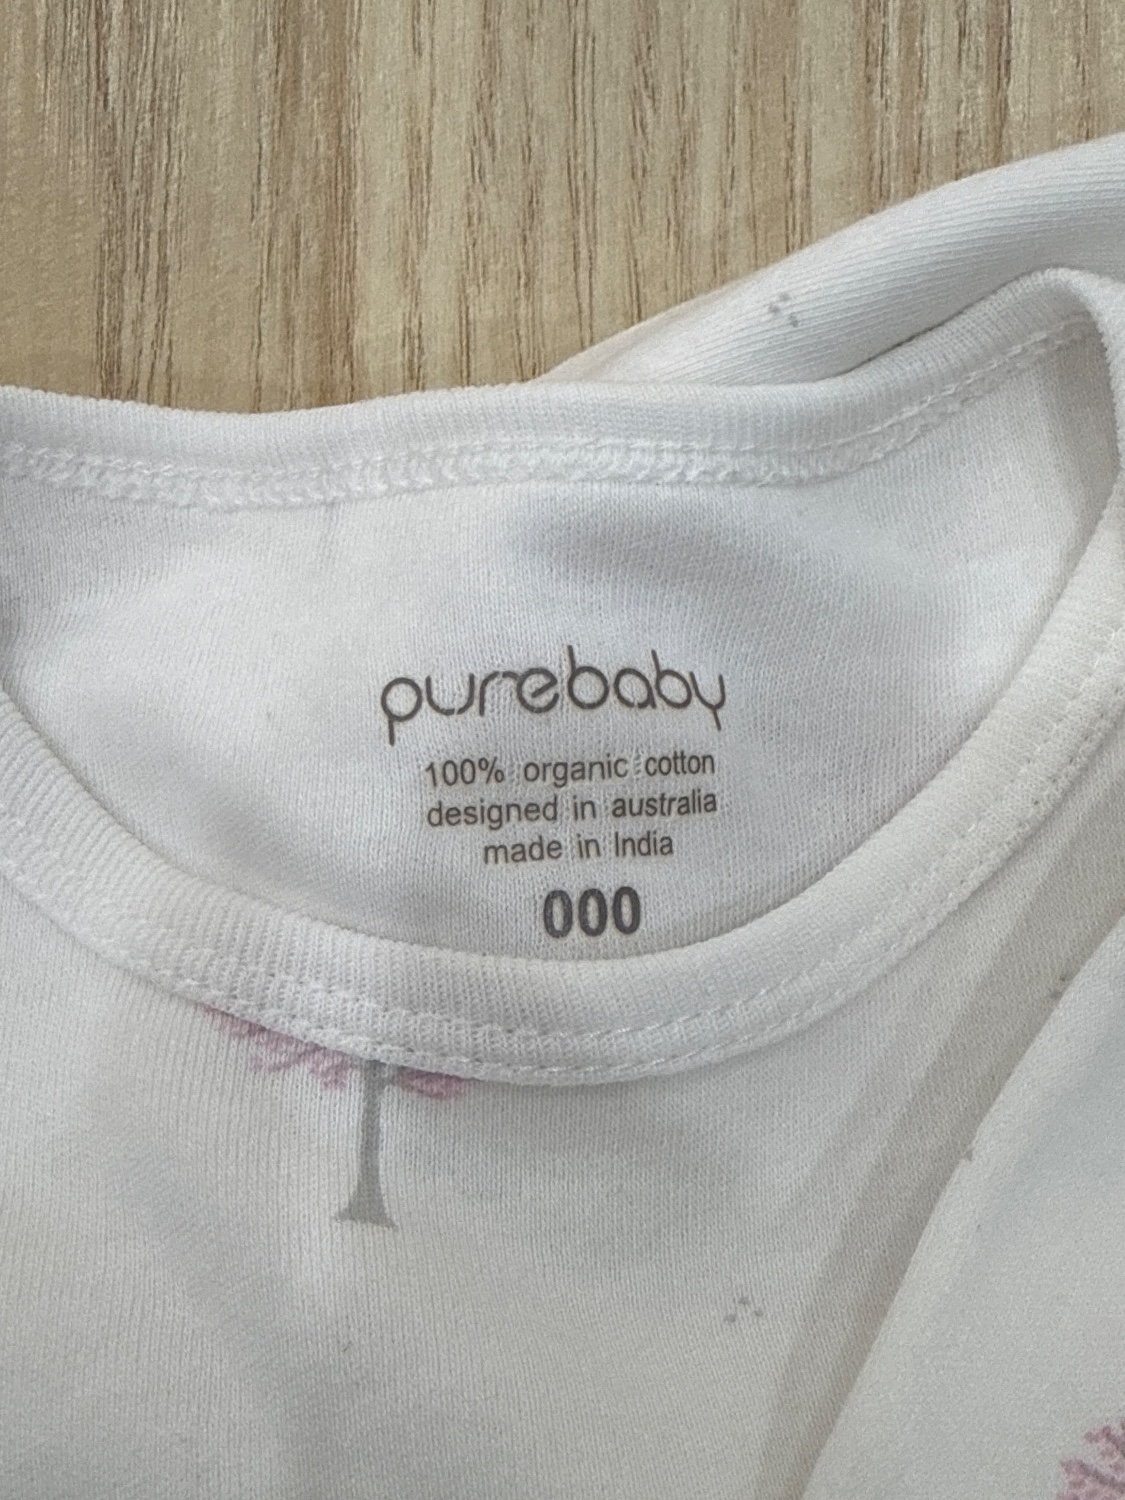 purebaby
100% organic cotton
designed in australia
made in India
000